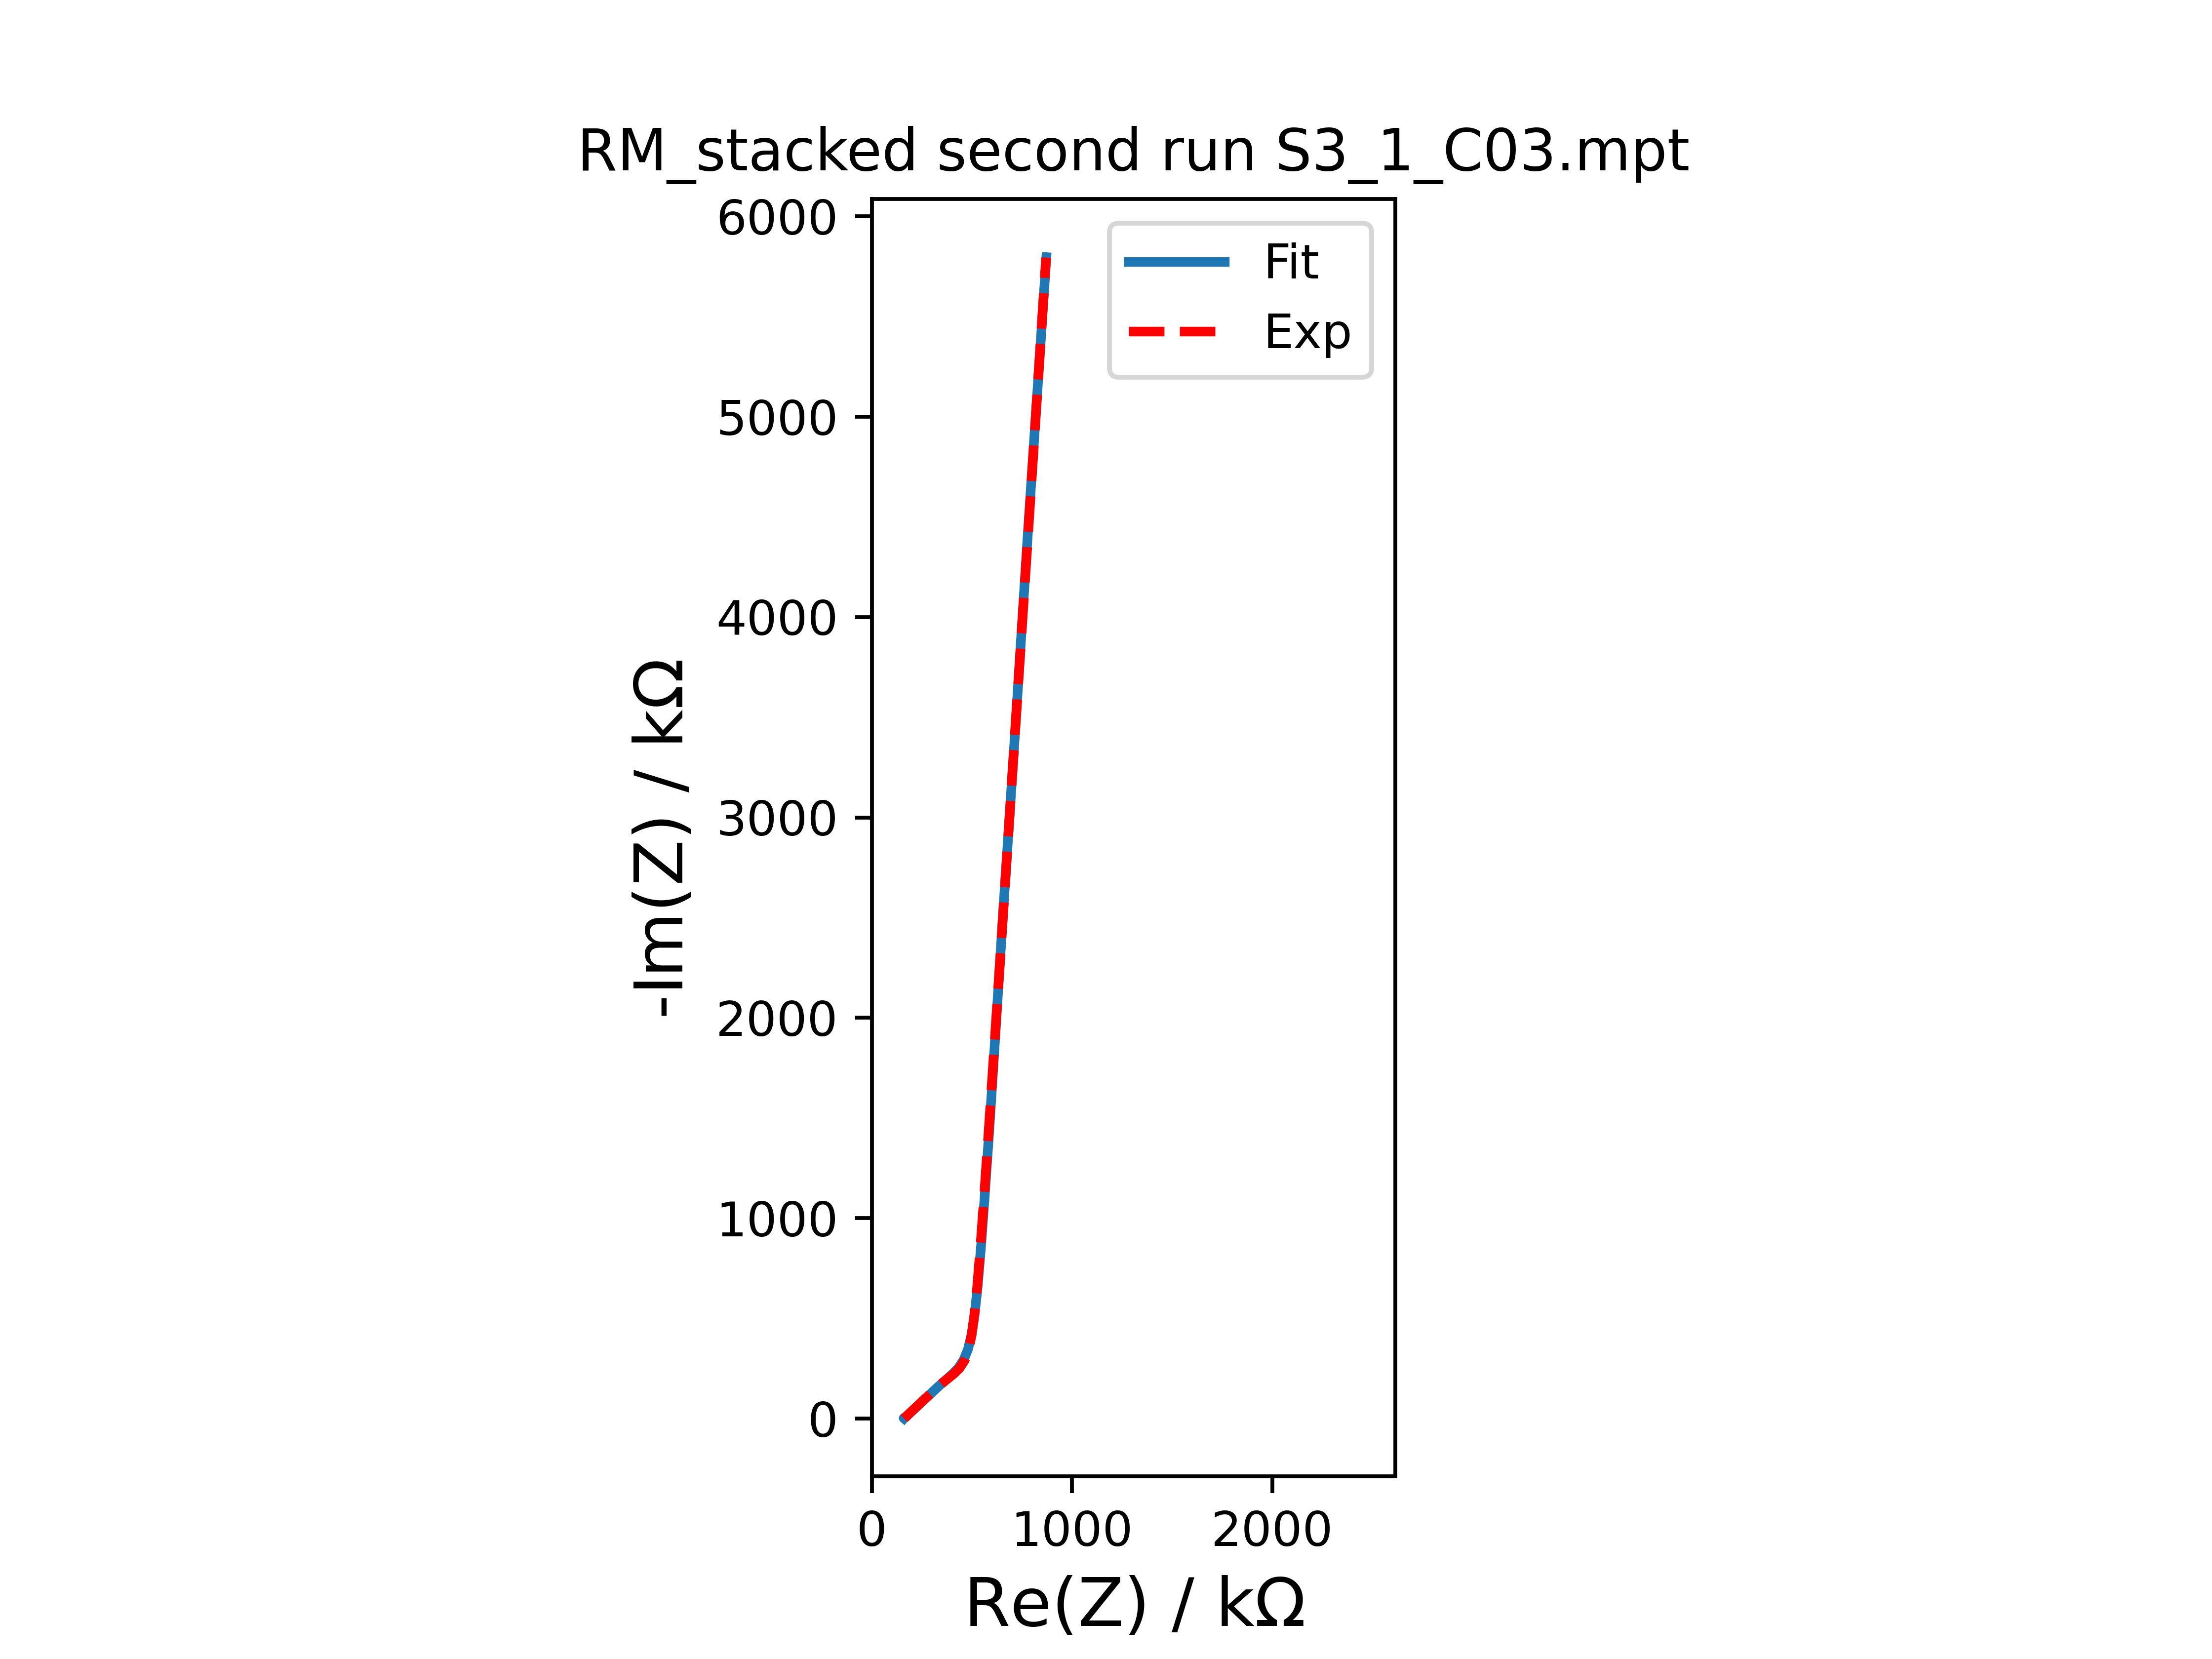 RM_stacked second run S3_1_C03.mpt
6000
5000
4000
3000
2000
1000
0
-Im(Z) / kΩ
Fit
Exp
0 1000 2000
Re(Z) / kΩ